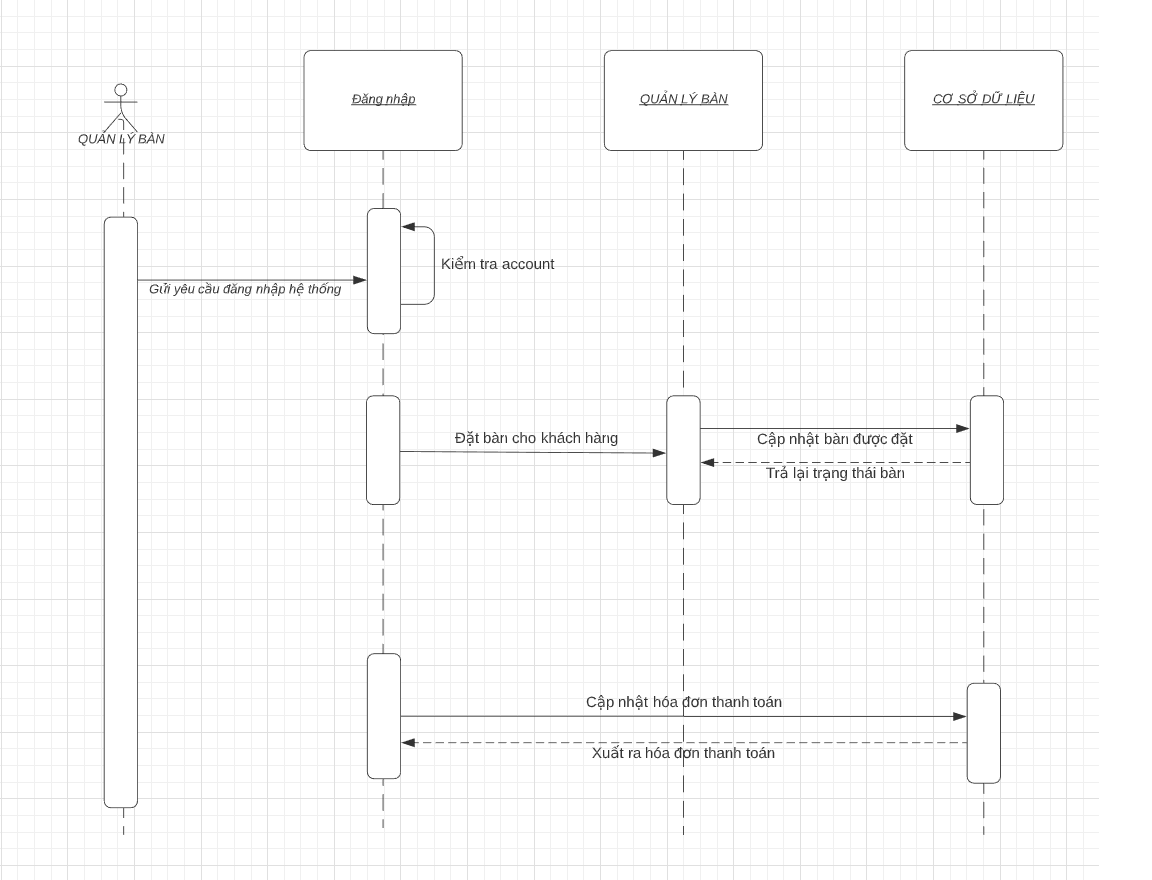 Đăng nhập
QUẢN LÝ BÀN
CƠ SỞ DỮ LIỆU
QUẢN LÝ BÀN
Kiểm tra account
Gửi yêu cầu đăng nhập hệ thống
Đặt bàn cho khách hàng
Cập nhật bàn được đặt
Trả lại trạng thái bàn
Cập nhật hóa đơn thanh toán
Xuất ra hóa đơn thanh toán